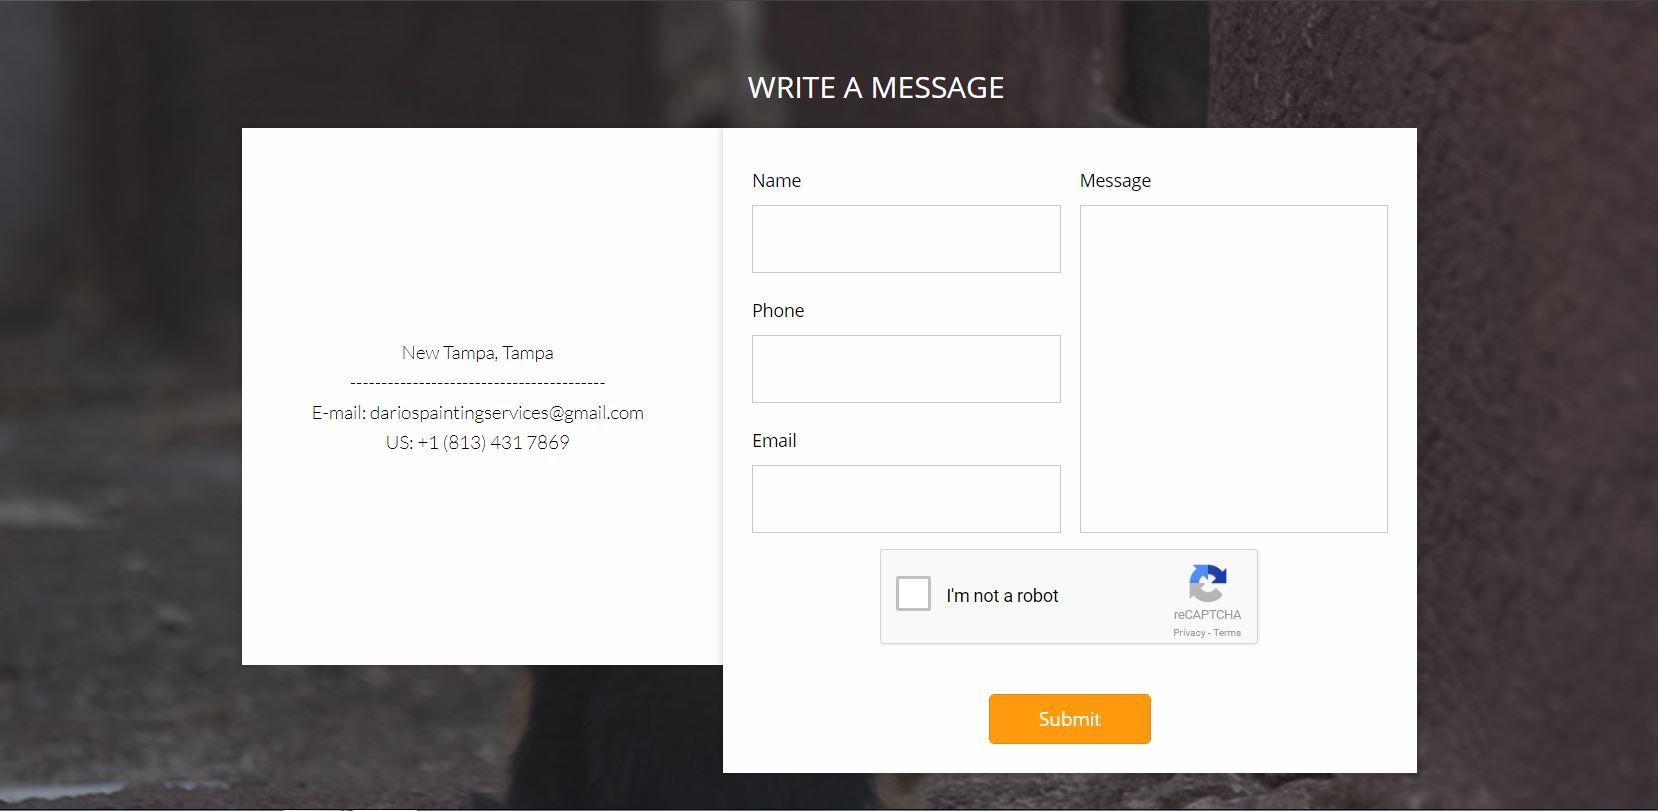 WRITE A MESSAGE
New Tampa, Tampa
-----------------------------------------
E-mail: dariospaintingservices@gmail.com
US: +1 (813) 431 7869
Name
Message
Phone
Email
I'm not a robot
reCAPTCHA
Privacy - Terms
Submit